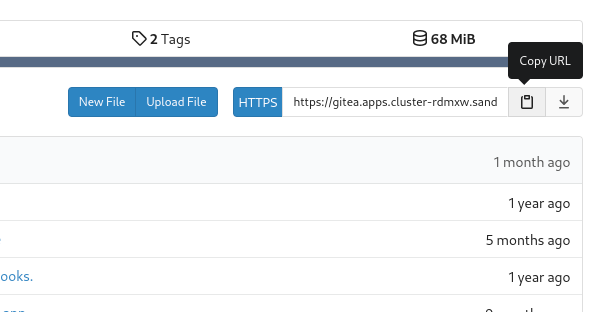 2 Tags
68 MiB
Copy URL
New File
Upload File
HTTPS
https://gitea.apps.cluster-rdmxw.sand
1 month ago
1 year ago
5 months ago
ooks.
1 year ago